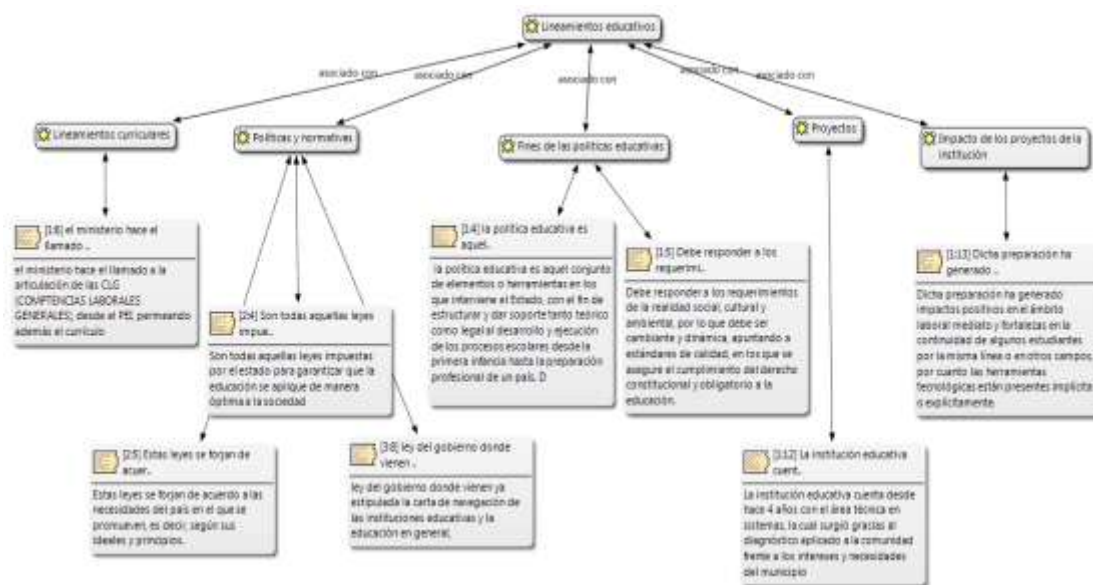 Lineamientos educativos
asociado con
asociado con
asociado con
asociado con
asociado con
Lineamientos curriculares
Políticas y normativas
Fines de las políticas educativas
Proyectos
Impacto de los proyectos de la
institución
[1:6] el ministerio hace el
llamado ..
el ministerio hace el llamado a la
articulación de las CLG
(COMPTENCIAS LABORALES
GENERALES), desde el PEI, permeando
además el currículo
[2:4] Son todas aquellas leyes
impue..
Son todas aquellas leyes impuestas
por el estado para garantizar que la
educación se aplique de manera
óptima a la sociedad
[2:5] Estas leyes se forjan de
acuer..
Estas leyes se forjan de acuerdo a las
necesidades del país en el que se
promueven, es decir, según sus
ideales y principios.
[3:8] ley del gobierno donde
vienen ..
ley del gobierno donde vienen ya
estipulada la carta de navegación de
las instituciones educativas y la
educación en general,
[1:4] la política educativa es
aquel..
la política educativa es aquel conjunto
de elementos o herramientas en los
que interviene el Estado, con el fin de
estructurar y dar soporte tanto teórico
como legal al desarrollo y ejecución
de los procesos escolares desde la
primera infancia hasta la preparación
profesional de un país. D
[1:5] Debe responder a los
requerimi..
Debe responder a los requerimientos
de la realidad social, cultural y
ambiental, por lo que debe ser
cambiante y dinámica, apuntando a
estándares de calidad, en los que se
asegure el cumplimiento del derecho
constitucional y obligatorio a la
educación.
[1:12] La institución educativa
cuent..
La institución educativa cuenta desde
hace 4 años con el área técnica en
sistemas, la cual surgió gracias al
diagnóstico aplicado a la comunidad
frente a los intereses y necesidades
del municipio
[1:13] Dicha preparación ha
generado ..
Dicha preparación ha generado
impactos positivos en el ámbito
laboral mediato y fortalezas en la
continuidad de algunos estudiantes
por la misma línea o en otros campos,
por cuanto las herramientas
tecnológicas están presentes implícita
o explícitamente.